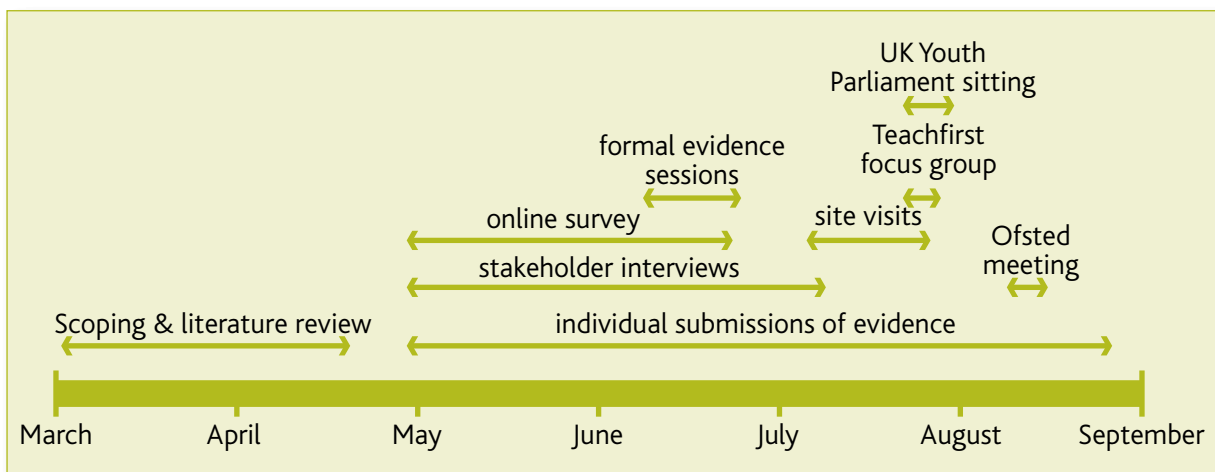 UK Youth
Parliament sitting
Teachfirst
focus group
formal evidence
sessions
online survey
site visits
Ofsted
meeting
stakeholder interviews
Scoping & literature review
individual submissions of evidence
March
April
May
June
July
August
September